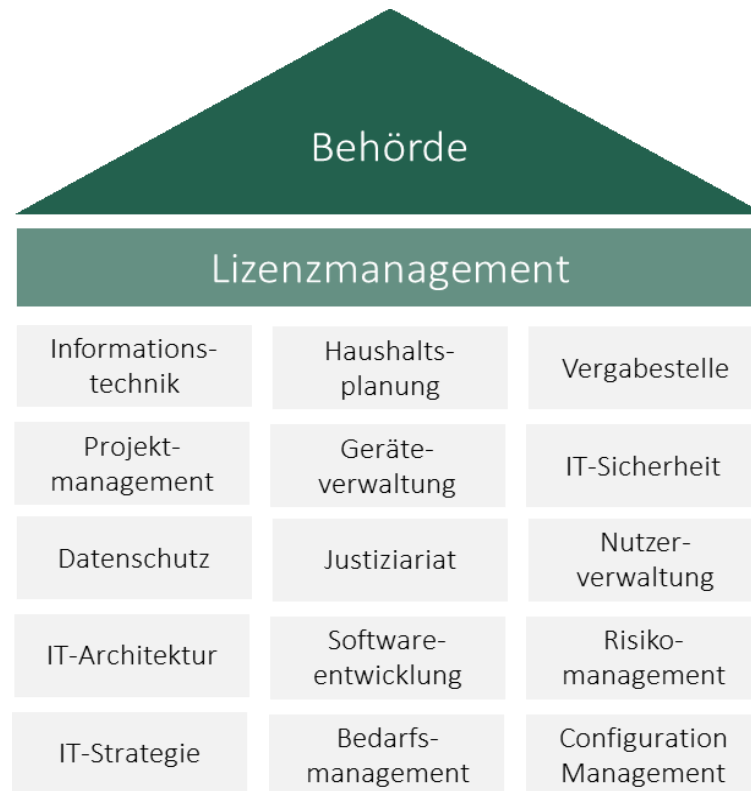 Behörde
Lizenzmanagement
Informations-
technik
Haushalts-
planung
Vergabestelle
Projekt-
management
Geräte-
verwaltung
IT-Sicherheit
Datenschutz
Justiziariat
Nutzer-
verwaltung
IT-Architektur
Software-
entwicklung
Risiko-
management
IT-Strategie
Bedarfs-
management
Configuration
Management